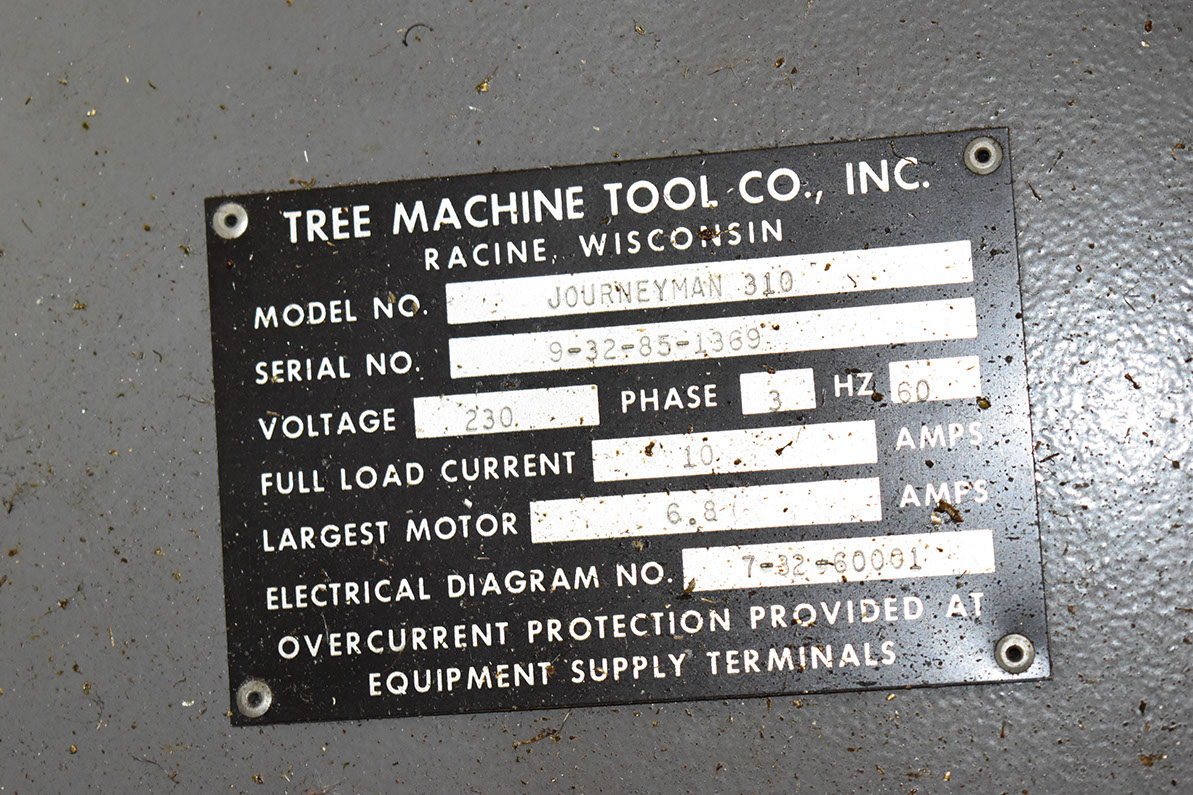 TREE MACHINE TOOL CO., INC.
RACINE, WISCONSIN
MODEL NO. JOURNEYMAN 310
SERIAL NO. 9-32-85-1369
VOLTAGE 230 PHASE 3 HZ 60
FULL LOAD CURRENT 10 AMPS
LARGEST MOTOR 6.8 AMPS
ELECTRICAL DIAGRAM NO. 7-32-60001
OVERCURRENT PROTECTION PROVIDED AT
EQUIPMENT SUPPLY TERMINALS